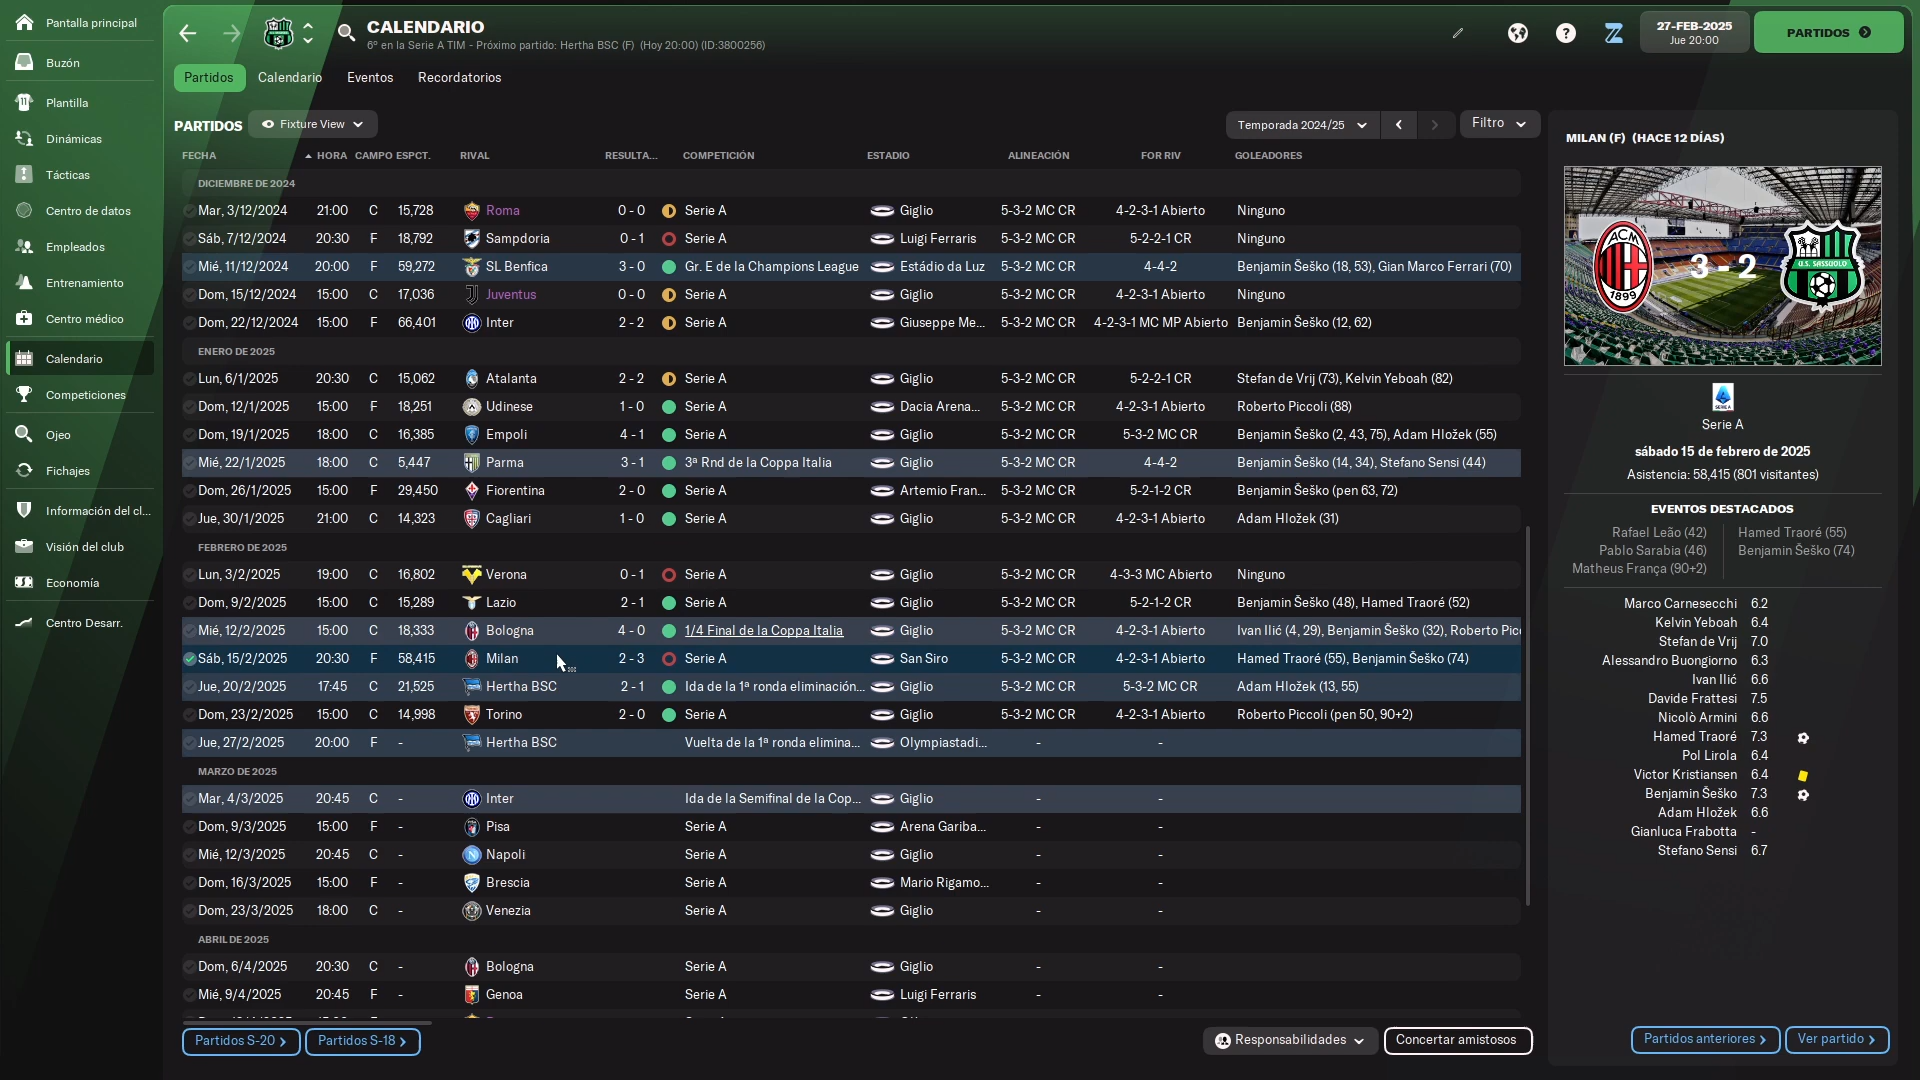 Pantalla principal
Buzón
Plantilla
Dinámicas
Tácticas
Centro de datos
Empleados
Entrenamiento
Centro médico
Calendario
Competiciones
Ojeo
Fichajes
Información del cl...
Visión del club
Economía
Centro Desarr.
CALENDARIO
6º en la Serie A TIM - Próximo partido: Hertha BSC (F) (Hoy 20:00) (ID:3800256)
27-FEB-2025
Jue 20:00
PARTIDOS
Partidos Calendario Eventos Recordatorios
PARTIDOS Fixture View Temporada 2024/25 Filtro
FECHA HORA CAMPO ESPCT. RIVAL RESULTA... COMPETICIÓN ESTADIO ALINEACIÓN FOR RIV GOLEADORES
DICIEMBRE DE 2024
Mar, 3/12/2024 21:00 C 15,728 Roma 0 - 0 Serie A Giglio 5-3-2 MC CR 4-2-3-1 Abierto Ninguno
Sáb, 7/12/2024 20:30 F 18,792 Sampdoria 0 - 1 Serie A Luigi Ferraris 5-3-2 MC CR 5-2-2-1 CR Ninguno
Mié, 11/12/2024 20:00 F 59,272 SL Benfica 3 - 0 Gr. E de la Champions League Estádio da Luz 5-3-2 MC CR 4-4-2 Benjamin Šeško (18, 53), Gian Marco Ferrari (70)
Dom, 15/12/2024 15:00 C 17,036 Juventus 0 - 0 Serie A Giglio 5-3-2 MC CR 4-2-3-1 Abierto Ninguno
Dom, 22/12/2024 15:00 F 66,401 Inter 2 - 2 Serie A Giuseppe Me... 5-3-2 MC CR 4-2-3-1 MC MP Abierto Benjamin Šeško (12, 62)
ENERO DE 2025
Lun, 6/1/2025 20:30 C 15,062 Atalanta 2 - 2 Serie A Giglio 5-3-2 MC CR 5-2-2-1 CR Stefan de Vrij (73), Kelvin Yeboah (82)
Dom, 12/1/2025 15:00 F 18,251 Udinese 1 - 0 Serie A Dacia Arena... 5-3-2 MC CR 4-2-3-1 Abierto Roberto Piccoli (88)
Dom, 19/1/2025 18:00 C 16,385 Empoli 4 - 1 Serie A Giglio 5-3-2 MC CR 5-3-2 MC CR Benjamin Šeško (2, 43, 75), Adam Hložek (55)
Mié, 22/1/2025 18:00 C 5,447 Parma 3 - 1 3ª Rnd de la Coppa Italia Giglio 5-3-2 MC CR 4-4-2 Benjamin Šeško (14, 34), Stefano Sensi (44)
Dom, 26/1/2025 15:00 F 29,450 Fiorentina 2 - 0 Serie A Artemio Fran... 5-3-2 MC CR 5-2-1-2 CR Benjamin Šeško (pen 63, 72)
Jue, 30/1/2025 21:00 C 14,323 Cagliari 1 - 0 Serie A Giglio 5-3-2 MC CR 4-2-3-1 Abierto Adam Hložek (31)
FEBRERO DE 2025
Lun, 3/2/2025 19:00 C 16,802 Verona 0 - 1 Serie A Giglio 5-3-2 MC CR 4-3-3 MC Abierto Ninguno
Dom, 9/2/2025 15:00 C 15,289 Lazio 2 - 1 Serie A Giglio 5-3-2 MC CR 5-2-1-2 CR Benjamin Šeško (48), Hamed Traoré (52)
Mié, 12/2/2025 15:00 C 18,333 Bologna 4 - 0 1/4 Final de la Coppa Italia Giglio 5-3-2 MC CR 4-2-3-1 Abierto Ivan Ilić (4, 29), Benjamin Šeško (32), Roberto Picc
Sáb, 15/2/2025 20:30 F 58,415 Milan 2 - 3 Serie A San Siro 5-3-2 MC CR 4-2-3-1 Abierto Hamed Traoré (55), Benjamin Šeško (74)
Jue, 20/2/2025 17:45 C 21,525 Hertha BSC 2 - 1 Ida de la 1ª ronda eliminación... Giglio 5-3-2 MC CR 5-3-2 MC CR Adam Hložek (13, 55)
Dom, 23/2/2025 15:00 C 14,998 Torino 2 - 0 Serie A Giglio 5-3-2 MC CR 4-2-3-1 Abierto Roberto Piccoli (pen 50, 90+2)
Jue, 27/2/2025 20:00 F - Hertha BSC Vuelta de la 1ª ronda elimina... Olympiastadi... - -
MARZO DE 2025
Mar, 4/3/2025 20:45 C - Inter Ida de la Semifinal de la Cop... Giglio - -
Dom, 9/3/2025 15:00 F - Pisa Serie A Arena Gariba... - -
Mié, 12/3/2025 20:45 C - Napoli Serie A Giglio - -
Dom, 16/3/2025 15:00 F - Brescia Serie A Mario Rigamo... - -
Dom, 23/3/2025 18:00 C - Venezia Serie A Giglio - -
ABRIL DE 2025
Dom, 6/4/2025 20:30 C - Bologna Serie A Giglio - -
Mié, 9/4/2025 20:45 F - Genoa Serie A Luigi Ferraris - -
Partidos S-20 Partidos S-18 Responsabilidades Concertar amistosos
MILAN (F) (HACE 12 DÍAS)
ACM
1899
3 - 2
U.S. SASSUOLO
SERIE A
Serie A
sábado 15 de febrero de 2025
Asistencia: 58,415 (801 visitantes)
EVENTOS DESTACADOS
Rafael Leão (42) Hamed Traoré (55)
Pablo Sarabia (46) Benjamin Šeško (74)
Matheus França (90+2)
Marco Carnesecchi 6.2
Kelvin Yeboah 6.4
Stefan de Vrij 7.0
Alessandro Buongiorno 6.3
Ivan Ilić 6.6
Davide Frattesi 7.5
Nicolò Armini 6.6
Hamed Traoré 7.3
Pol Lirola 6.4
Victor Kristiansen 6.4
Benjamin Šeško 7.3
Adam Hložek 6.6
Gianluca Frabotta -
Stefano Sensi 6.7
Partidos anteriores Ver partido